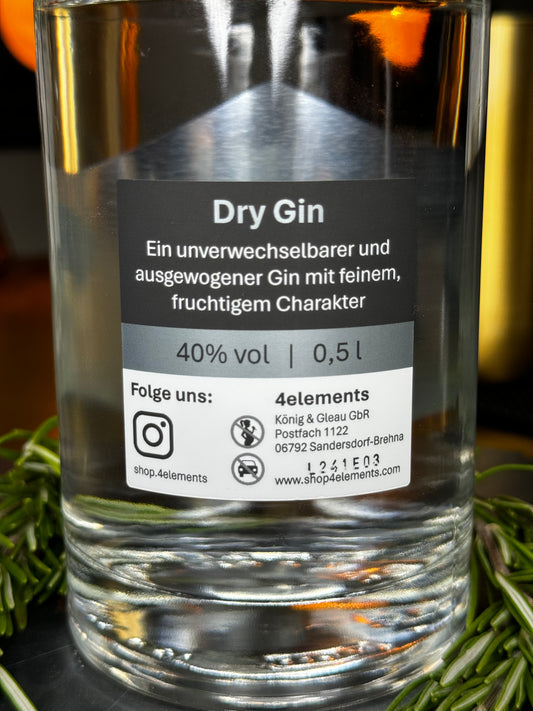 Dry Gin
Ein unverwechselbarer und
ausgewogener Gin mit feinem,
fruchtigem Charakter
40% vol | 0,5 l
Folge uns:
shop.4elements
4elements
König & Gleau GbR
Postfach 1122
06792 Sandersdorf-Brehna
L241E03
www.shop4elements.com